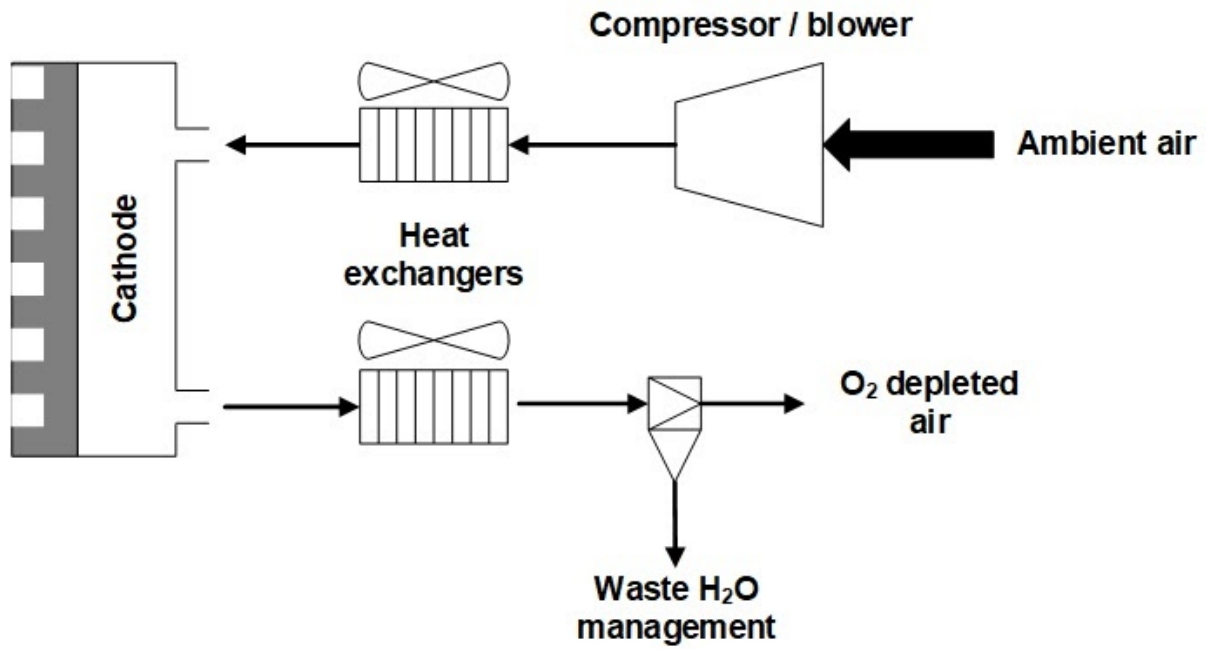 Compressor / blower
Ambient air
Cathode
Heat
exchangers
O₂ depleted
air
Waste H₂O
management